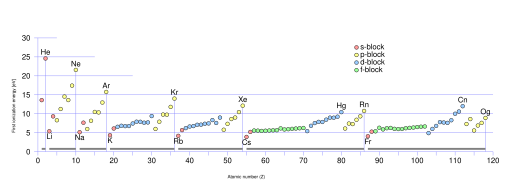 s-block
p-block
d-block
f-block
First ionization energy (eV)
30
25
20
15
10
5
0
He
Ne
Ar
Kr
Xe
Hg
Rn
Cn
Og
Li
Na
K
Rb
Cs
Fr
0 10 20 30 40 50 60 70 80 90 100 110 120
Atomic number (Z)